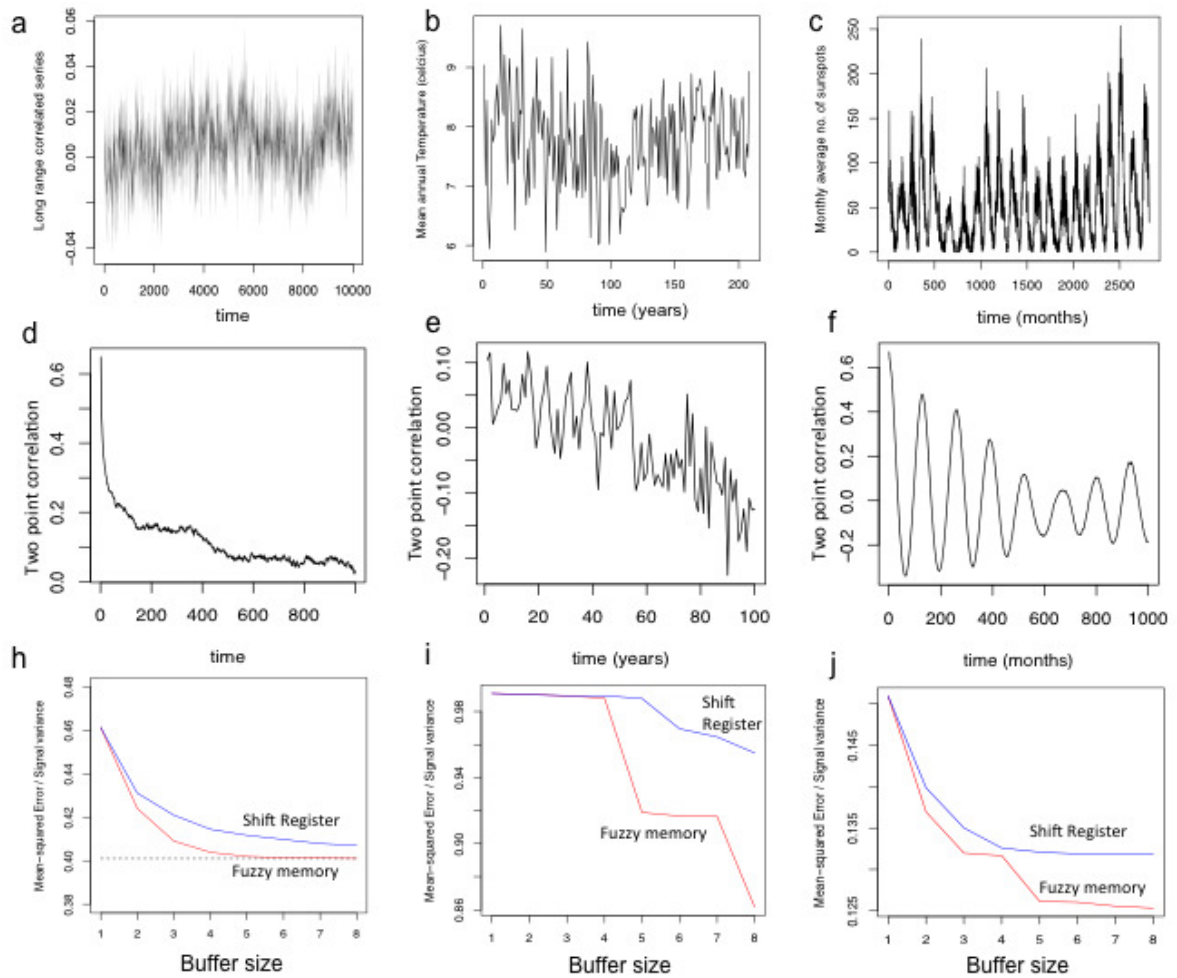 a
Long range correlated series
0.06
0.04
0.02
0.00
−0.04
0 2000 4000 6000 8000 10000
time
b
Mean annual Temperature (celcius)
9
8
7
6
0 50 100 150 200
time (years)
c
Monthly average no. of sunspots
250
200
150
100
50
0
0 500 1000 1500 2000 2500
time (months)
d
Two point correlation
0.6
0.4
0.2
0.0
0 200 400 600 800
time
e
Two point correlation
0.10
0.00
−0.10
−0.20
0 20 40 60 80 100
time (years)
f
Two point correlation
0.6
0.4
0.2
0.0
−0.2
0 200 400 600 800 1000
time (months)
h
Mean−squared Error / Signal variance
0.48
0.46
0.44
0.42
0.40
0.38
Shift Register
Fuzzy memory
1 2 3 4 5 6 7 8
Buffer size
i
Mean−squared Error / Signal variance
0.98
0.94
0.90
0.86
Shift
Register
Fuzzy memory
1 2 3 4 5 6 7 8
Buffer size
j
Mean−squared Error / Signal variance
0.145
0.135
0.125
Shift Register
Fuzzy memory
1 2 3 4 5 6 7 8
Buffer size